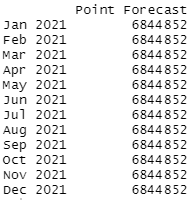 Point Forecast
Jan 2021 6844852
Feb 2021 6844852
Mar 2021 6844852
Apr 2021 6844852
May 2021 6844852
Jun 2021 6844852
Jul 2021 6844852
Aug 2021 6844852
Sep 2021 6844852
Oct 2021 6844852
Nov 2021 6844852
Dec 2021 6844852